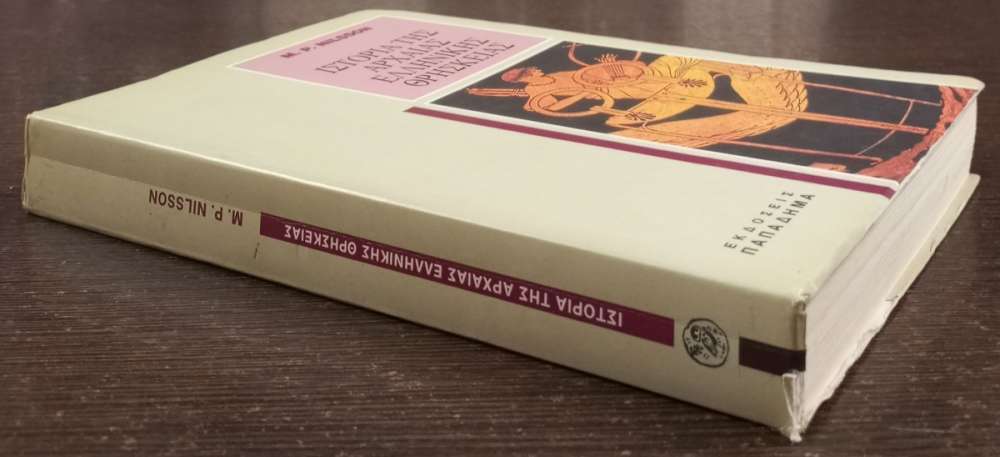 M. P. NILSSON
ΙΣΤΟΡΙΑ ΤΗΣ
ΑΡΧΑΙΑΣ
ΕΛΛΗΝΙΚΗΣ
ΘΡΗΣΚΕΙΑΣ
ΕΚΔΟΣΕΙΣ
ΠΑΠΑΔΗΜΑ
M. P. NILSSON
ΙΣΤΟΡΙΑ ΤΗΣ ΑΡΧΑΙΑΣ ΕΛΛΗΝΙΚΗΣ ΘΡΗΣΚΕΙΑΣ